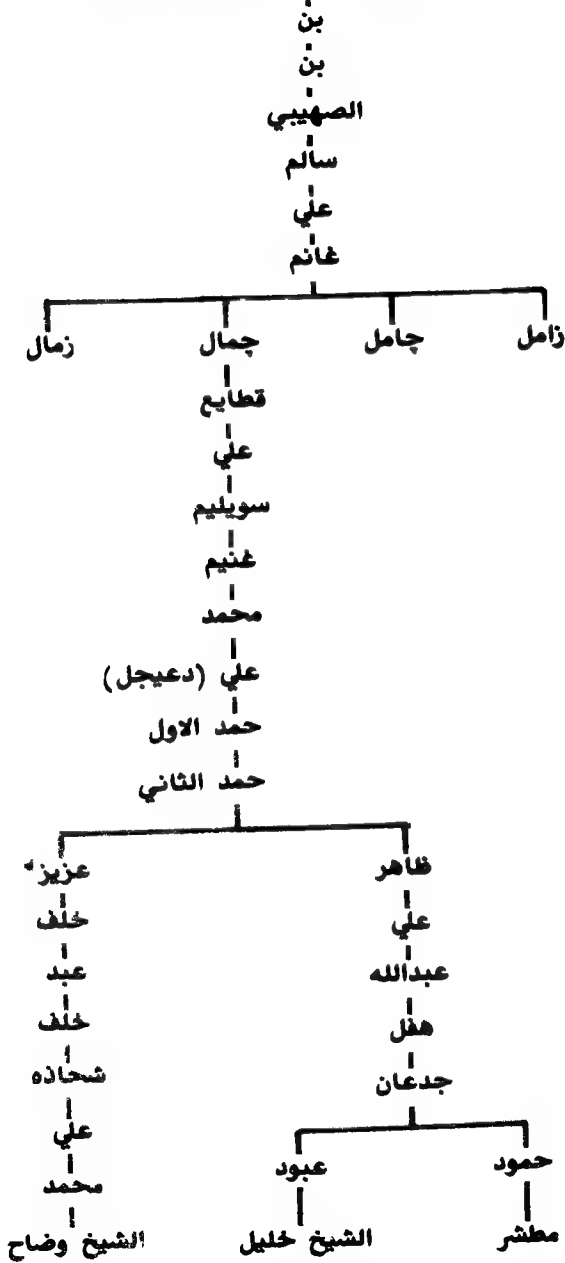 بن
بن
الصهيبي
سالم
علي
غانم
زامل چامل چمال زمال
قطايع
علي
سويليم
غنيم
محمد
علي (دعيجل)
حمد الاول
حمد الثاني
ظاهر عزيز*
علي خلف
عبدالله عبد
هفل خلف
جدعان شحاذه
علي
حمود عبود محمد
مطشر الشيخ خليل الشيخ وضاح